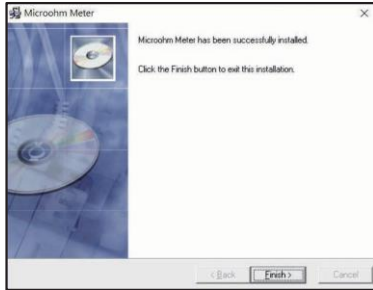 Microohm Meter
Microohm Meter has been successfully installed.
Click the Finish button to exit this installation.
< Back
Finish >
Cancel